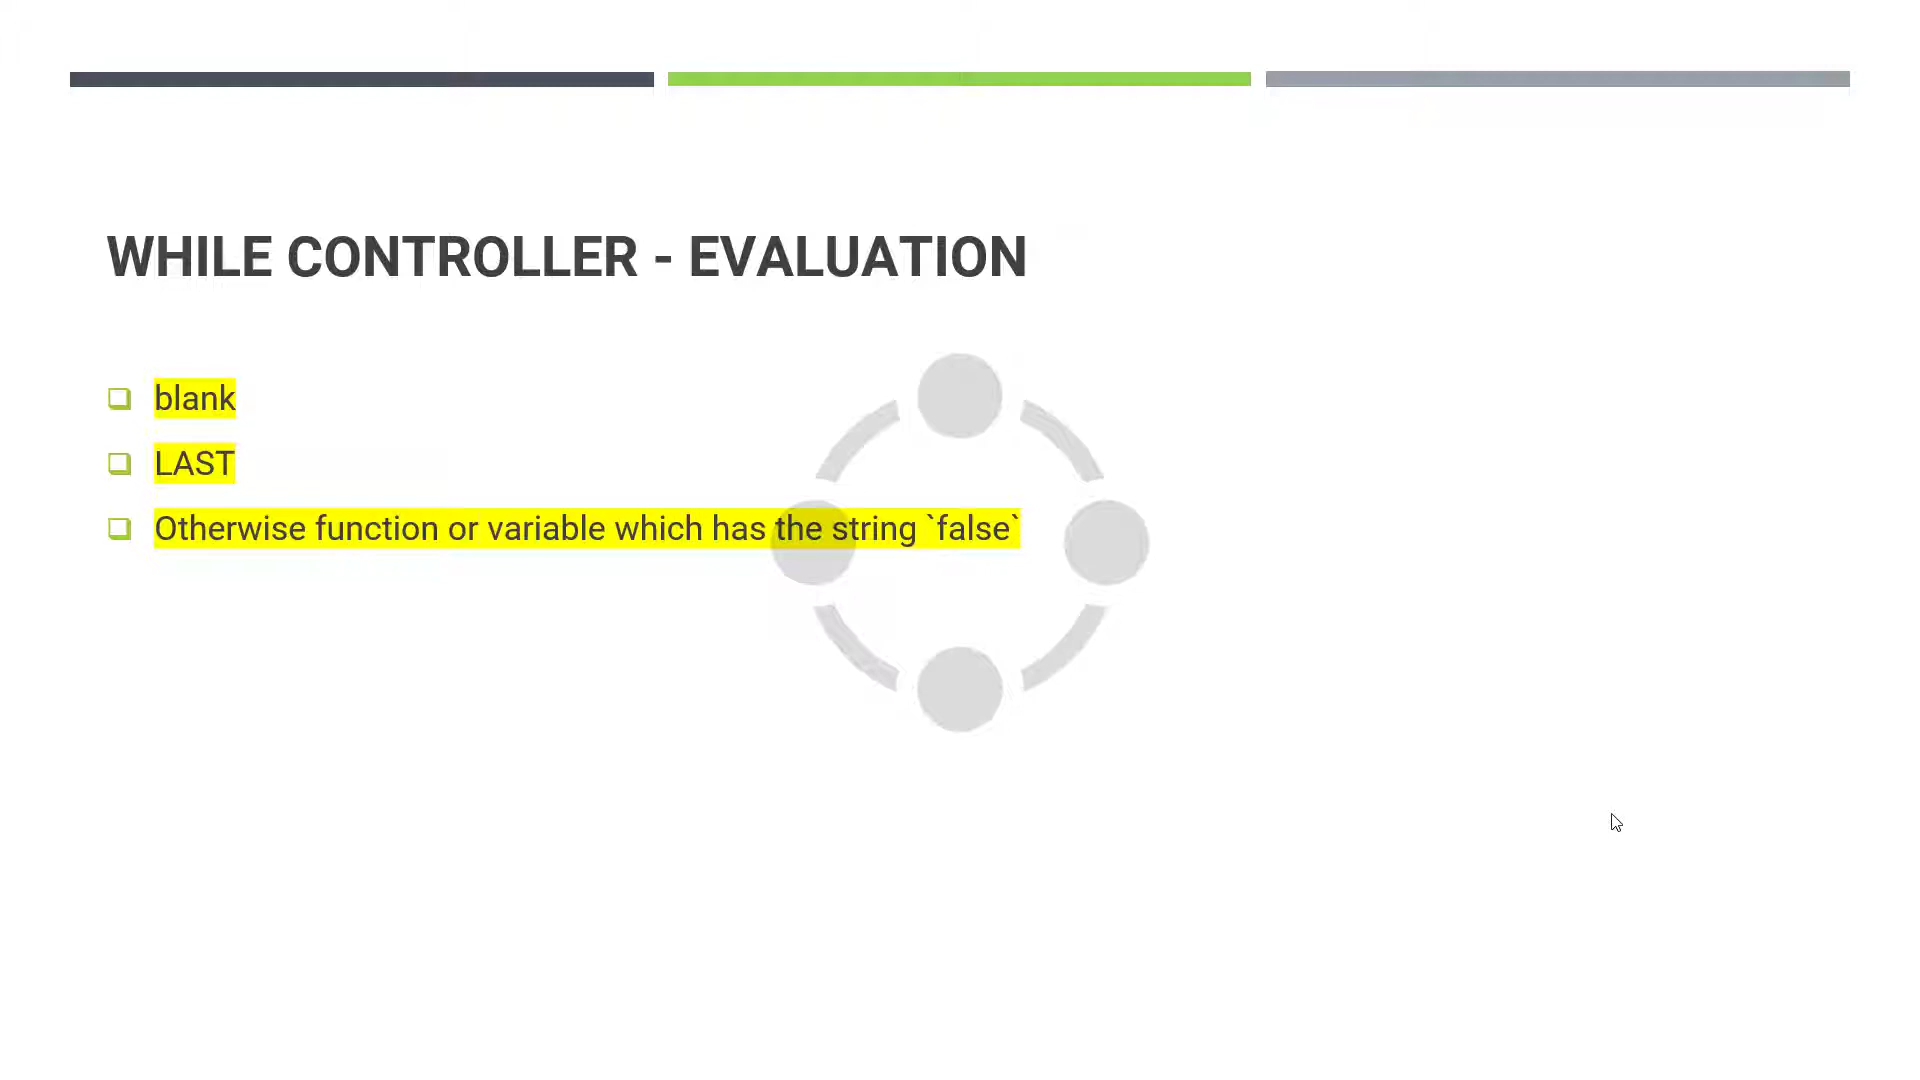 WHILE CONTROLLER - EVALUATION
blank
LAST
Otherwise function or variable which has the string `false`